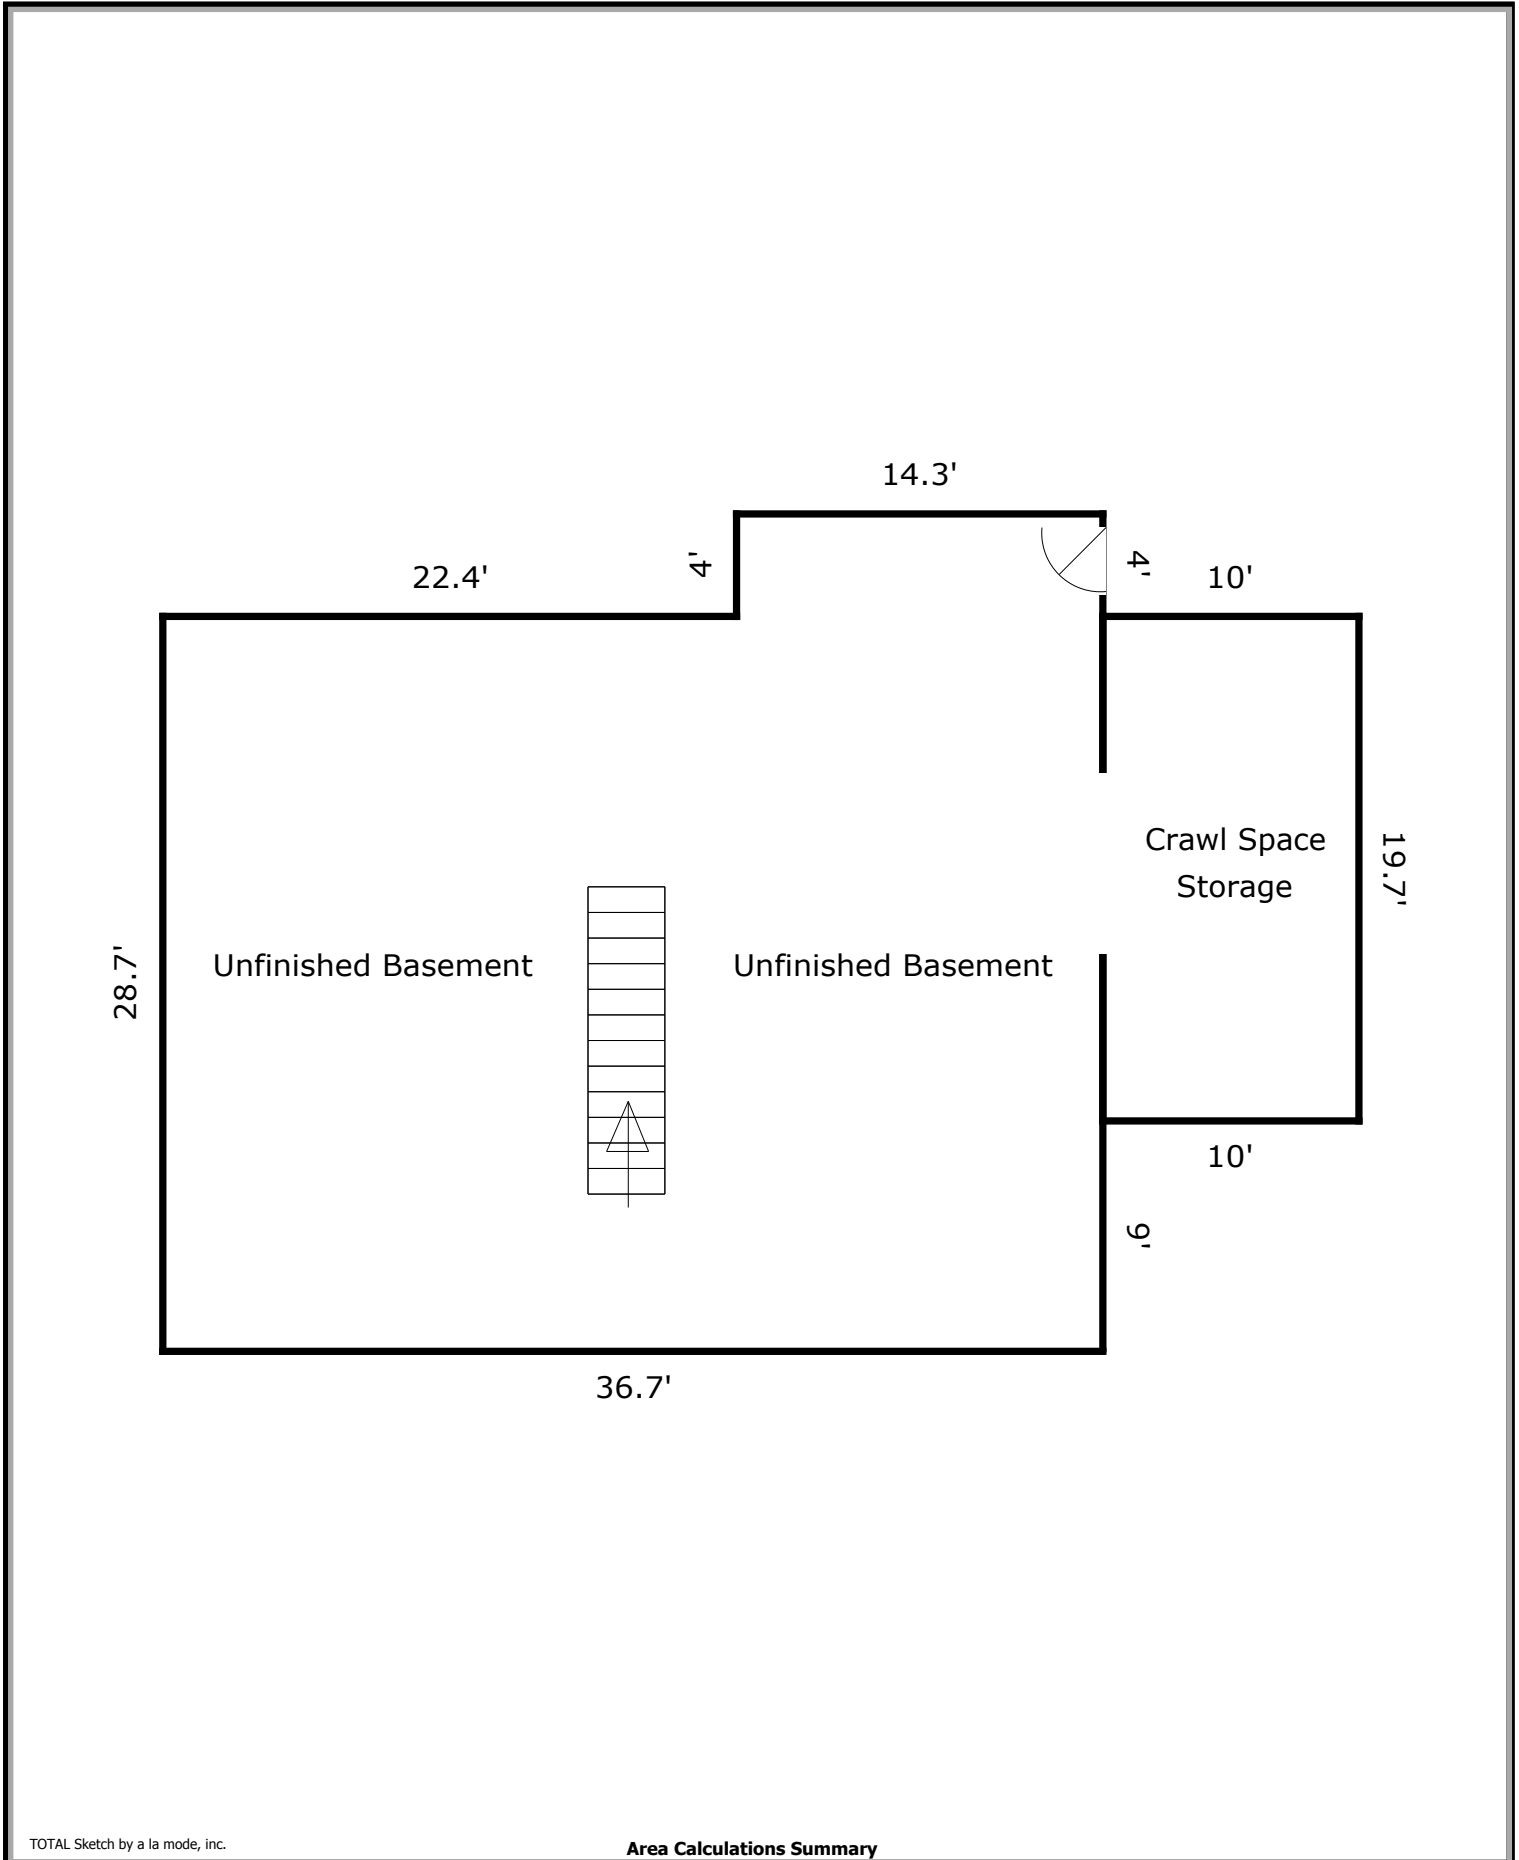 14.3'
4'
4'
22.4'
10'
Crawl Space
Storage
19.7'
28.7'
Unfinished Basement
Unfinished Basement
10'
9'
36.7'
TOTAL Sketch by a la mode, inc.
Area Calculations Summary